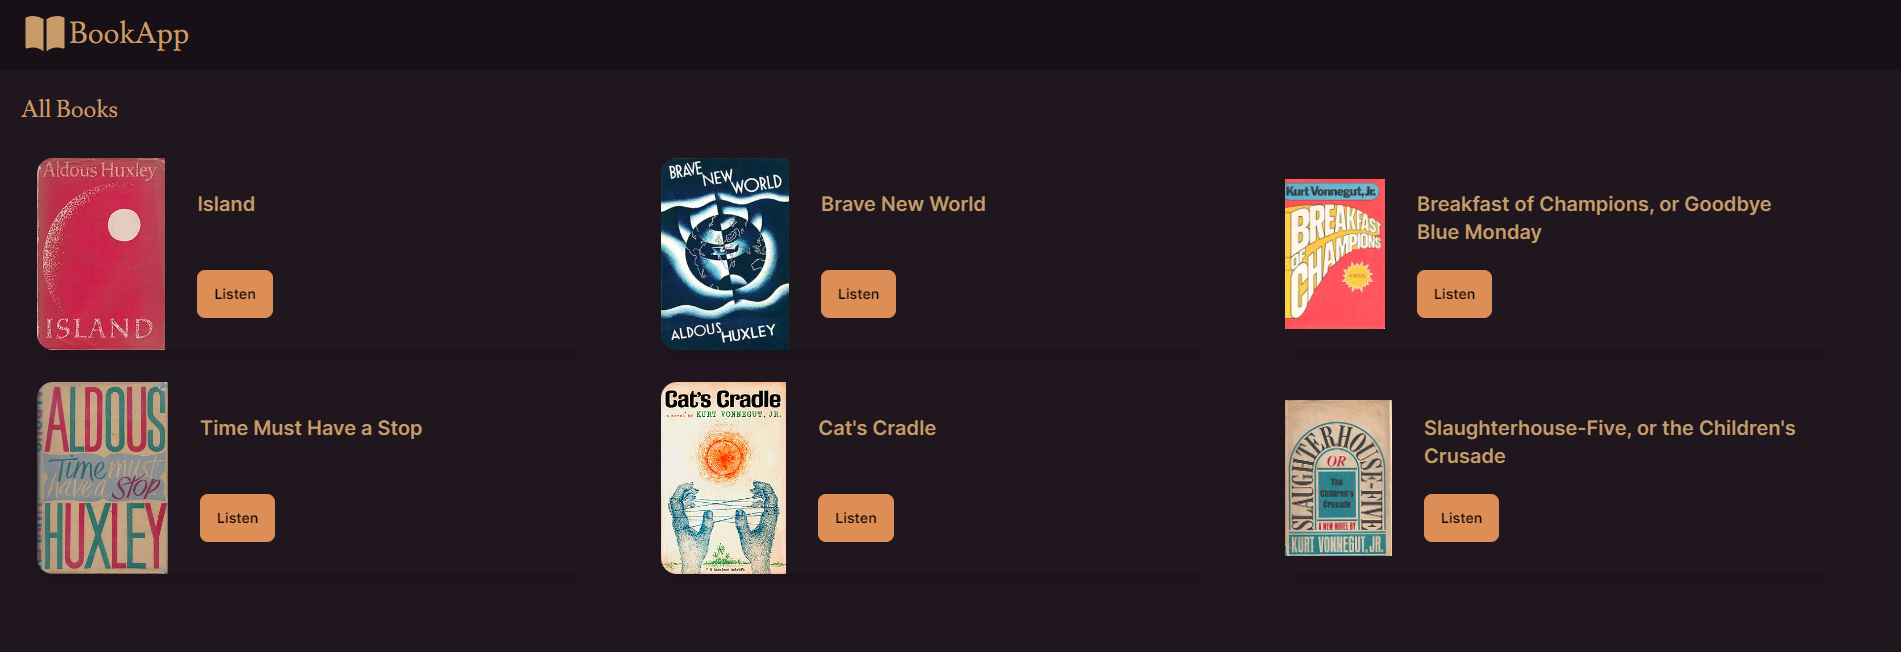 BookApp
All Books
Aldous Huxley
ISLAND
Island
Listen
BRAVE NEW WORLD
ALDOUS HUXLEY
Brave New World
Listen
Kurt Vonnegut, Jr.
BREAKFAST
OF
CHAMPIONS
A NOVEL
Breakfast of Champions, or Goodbye
Blue Monday
Listen
ALDOUS
Time must
have a Stop
HUXLEY
Time Must Have a Stop
Listen
Cat's Cradle
a novel by KURT VONNEGUT, JR.
Cat's Cradle
Listen
SLAUGHTERHOUSE-FIVE
OR
The
Children's
Crusade
A NEW NOVEL BY
KURT VONNEGUT, JR.
Slaughterhouse-Five, or the Children's
Crusade
Listen